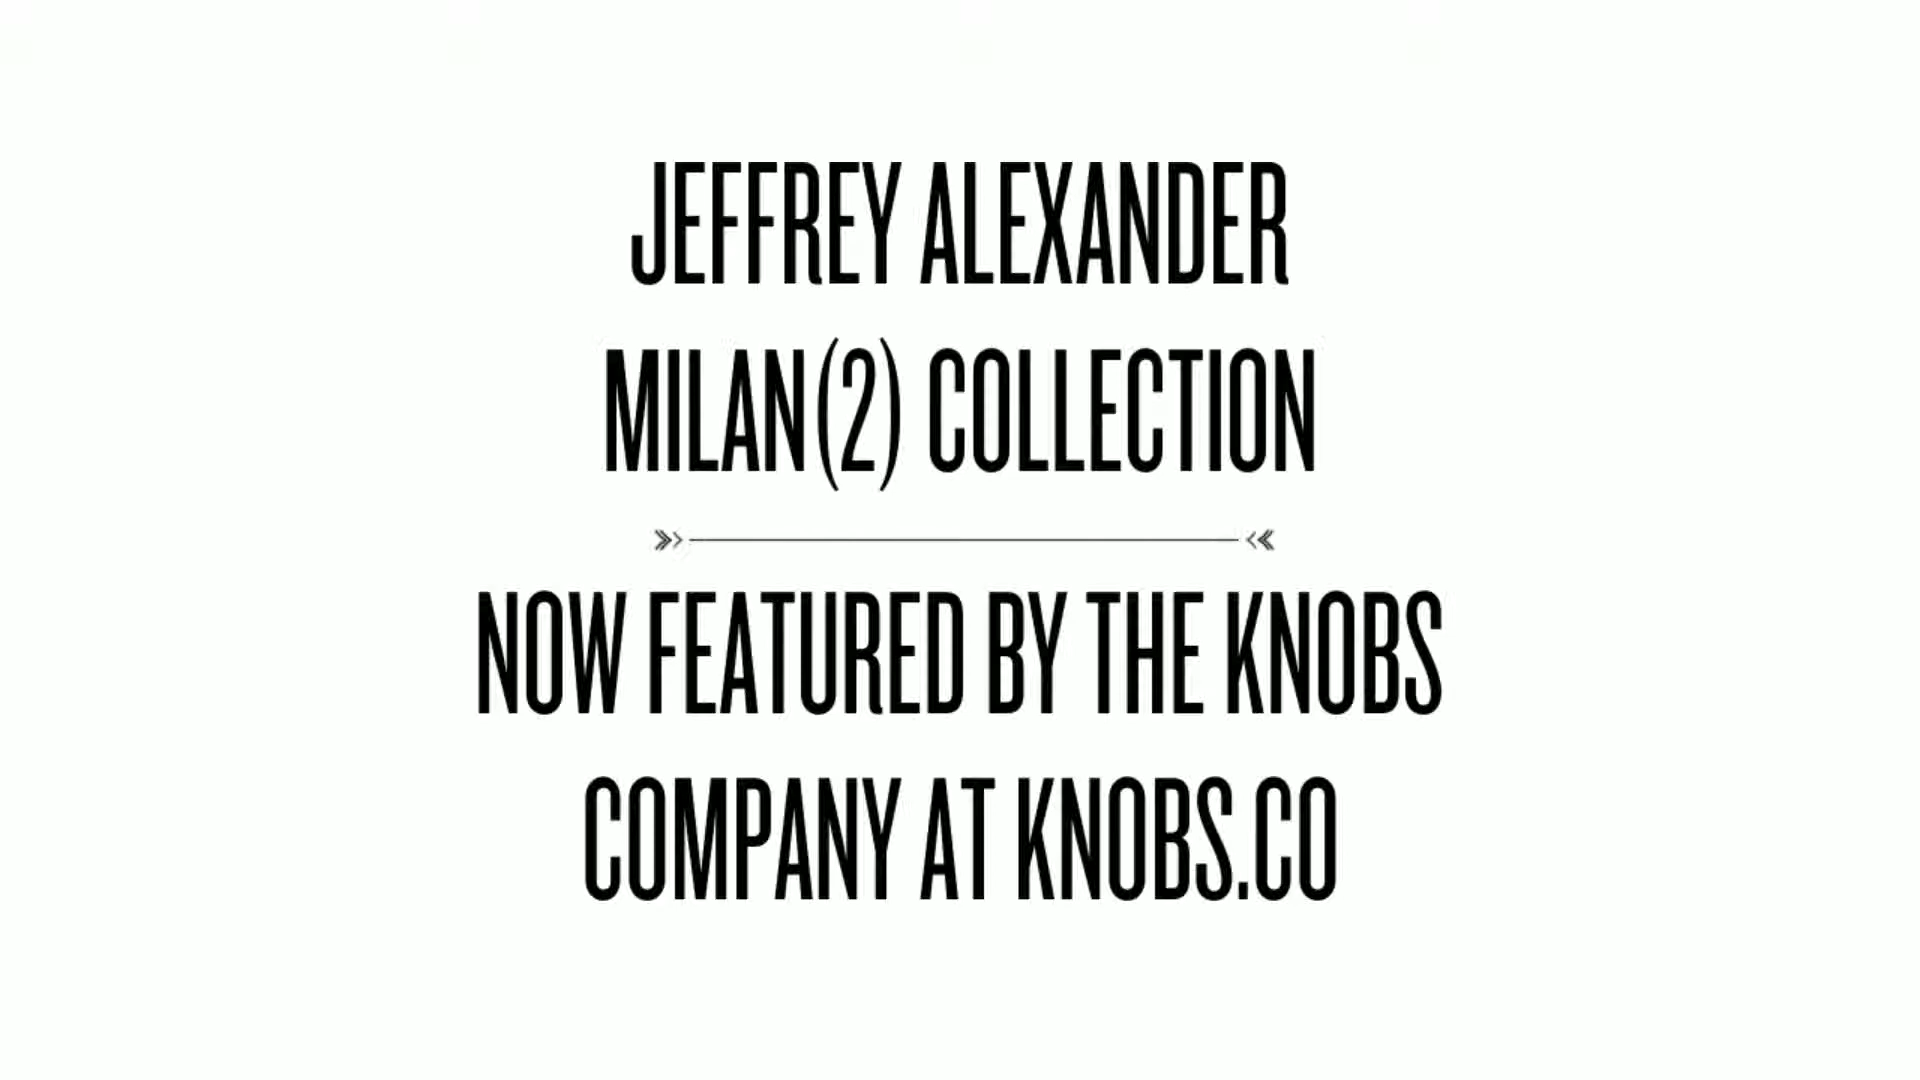 JEFFREY ALEXANDER
MILAN(2) COLLECTION
NOW FEATURED BY THE KNOBS
COMPANY AT KNOBS.CO